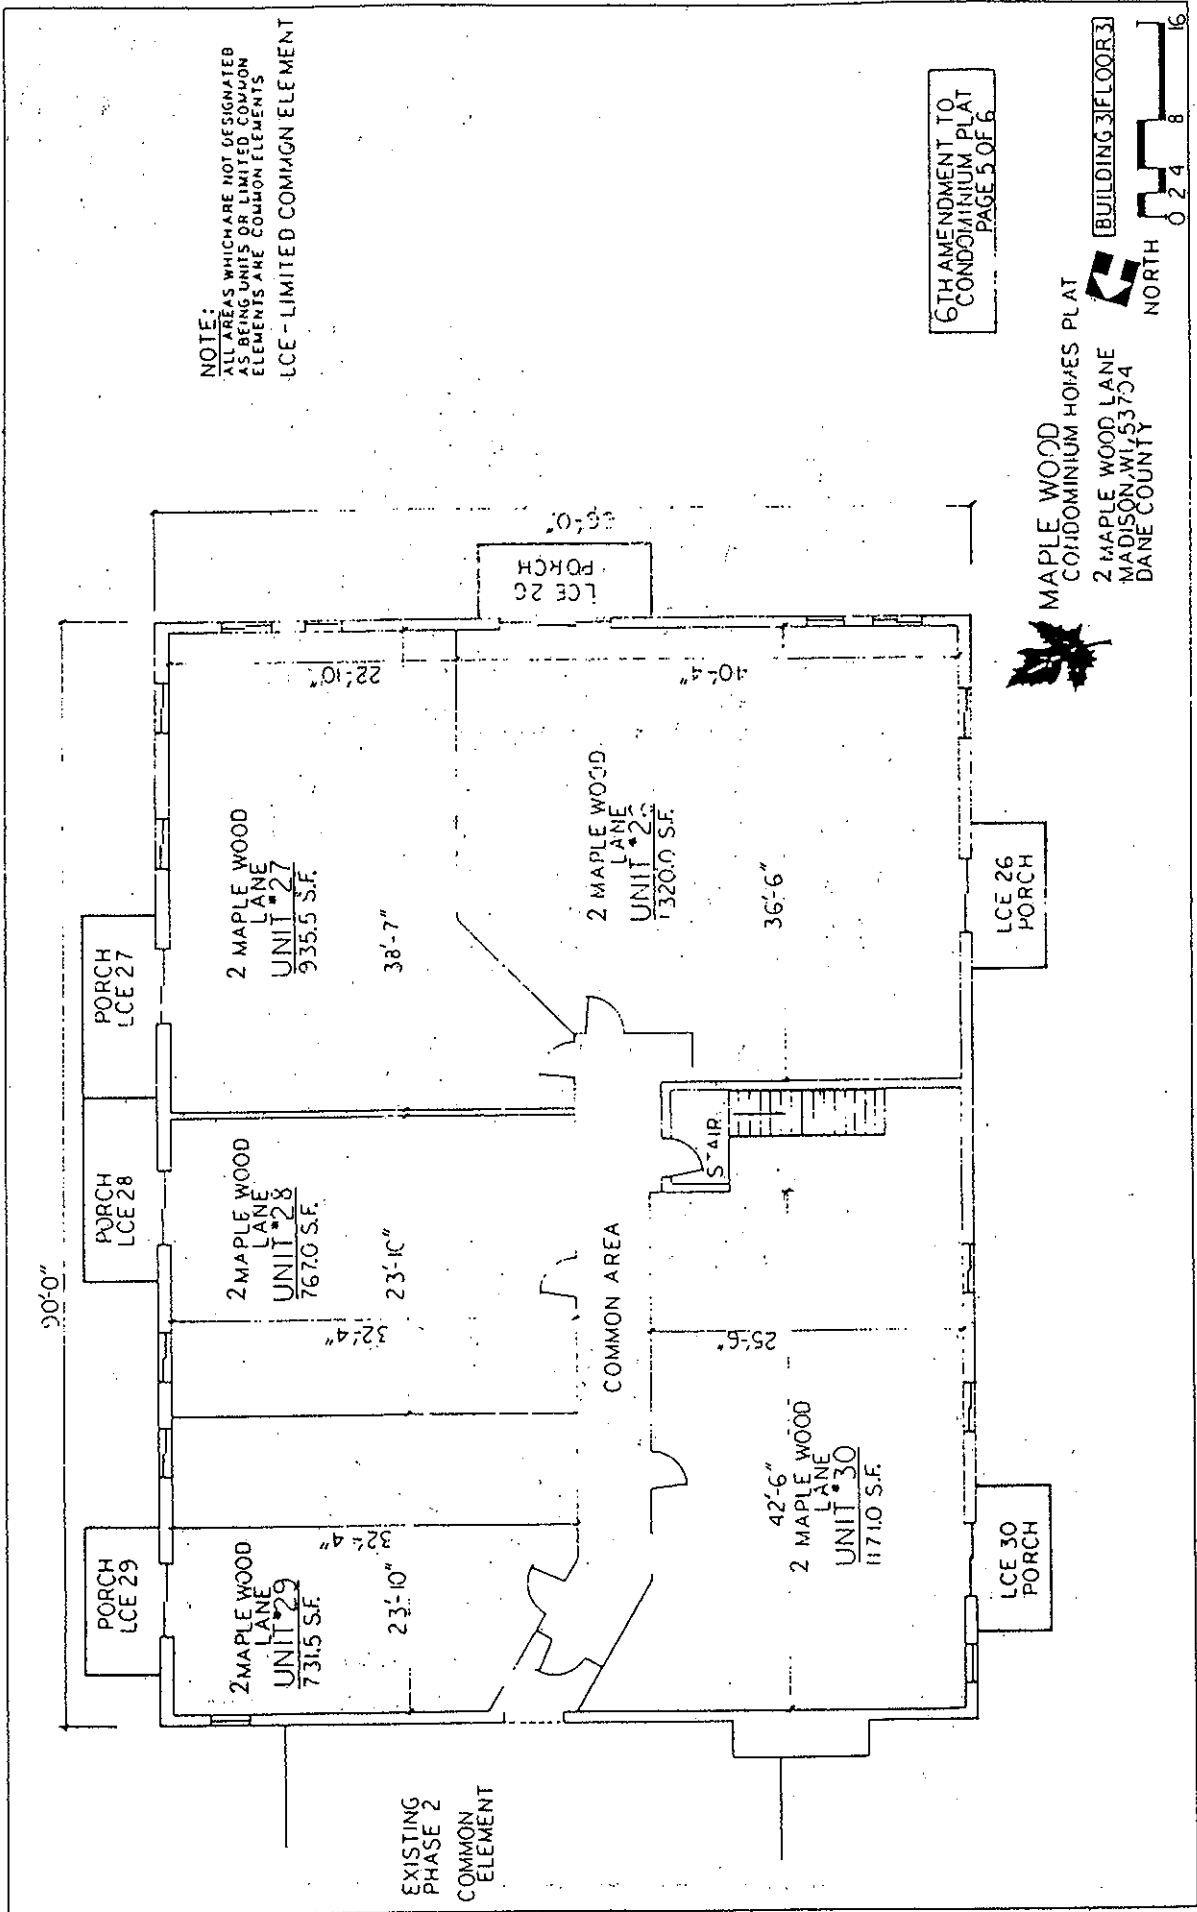 NOTE:
ALL AREAS WHICH ARE NOT DESIGNATED
AS BEING UNITS OR LIMITED COMMON
ELEMENTS ARE COMMON ELEMENTS
LCE - LIMITED COMMON ELEMENT
90'-0"
PORCH
LCE 29
PORCH
LCE 28
PORCH
LCE 27
2 MAPLE WOOD
LANE
UNIT #29
731.5 S.F.
23'-10"
32'-4"
2 MAPLE WOOD
LANE
UNIT #28
767.0 S.F.
23'-10"
32'-4"
2 MAPLE WOOD
LANE
UNIT #27
935.5 S.F.
38'-7"
22'-10"
EXISTING
PHASE 2
COMMON
ELEMENT
COMMON AREA
STAIR
25'-6"
42'-6"
2 MAPLE WOOD
LANE
UNIT #30
1171.0 S.F.
2 MAPLE WOOD
LANE
UNIT
1320.0 S.F.
36'-6"
40'-4"
LCE
PORCH
LCE 30
PORCH
LCE 26
PORCH
6TH AMENDMENT TO
CONDOMINIUM PLAT
PAGE 5 OF 6
MAPLE WOOD
CONDOMINIUM HOMES PLAT
2 MAPLE WOOD LANE
MADISON, WI, 53704
DANE COUNTY
NORTH
BUILDING 3 FLOOR 3
0 2 4 8 16